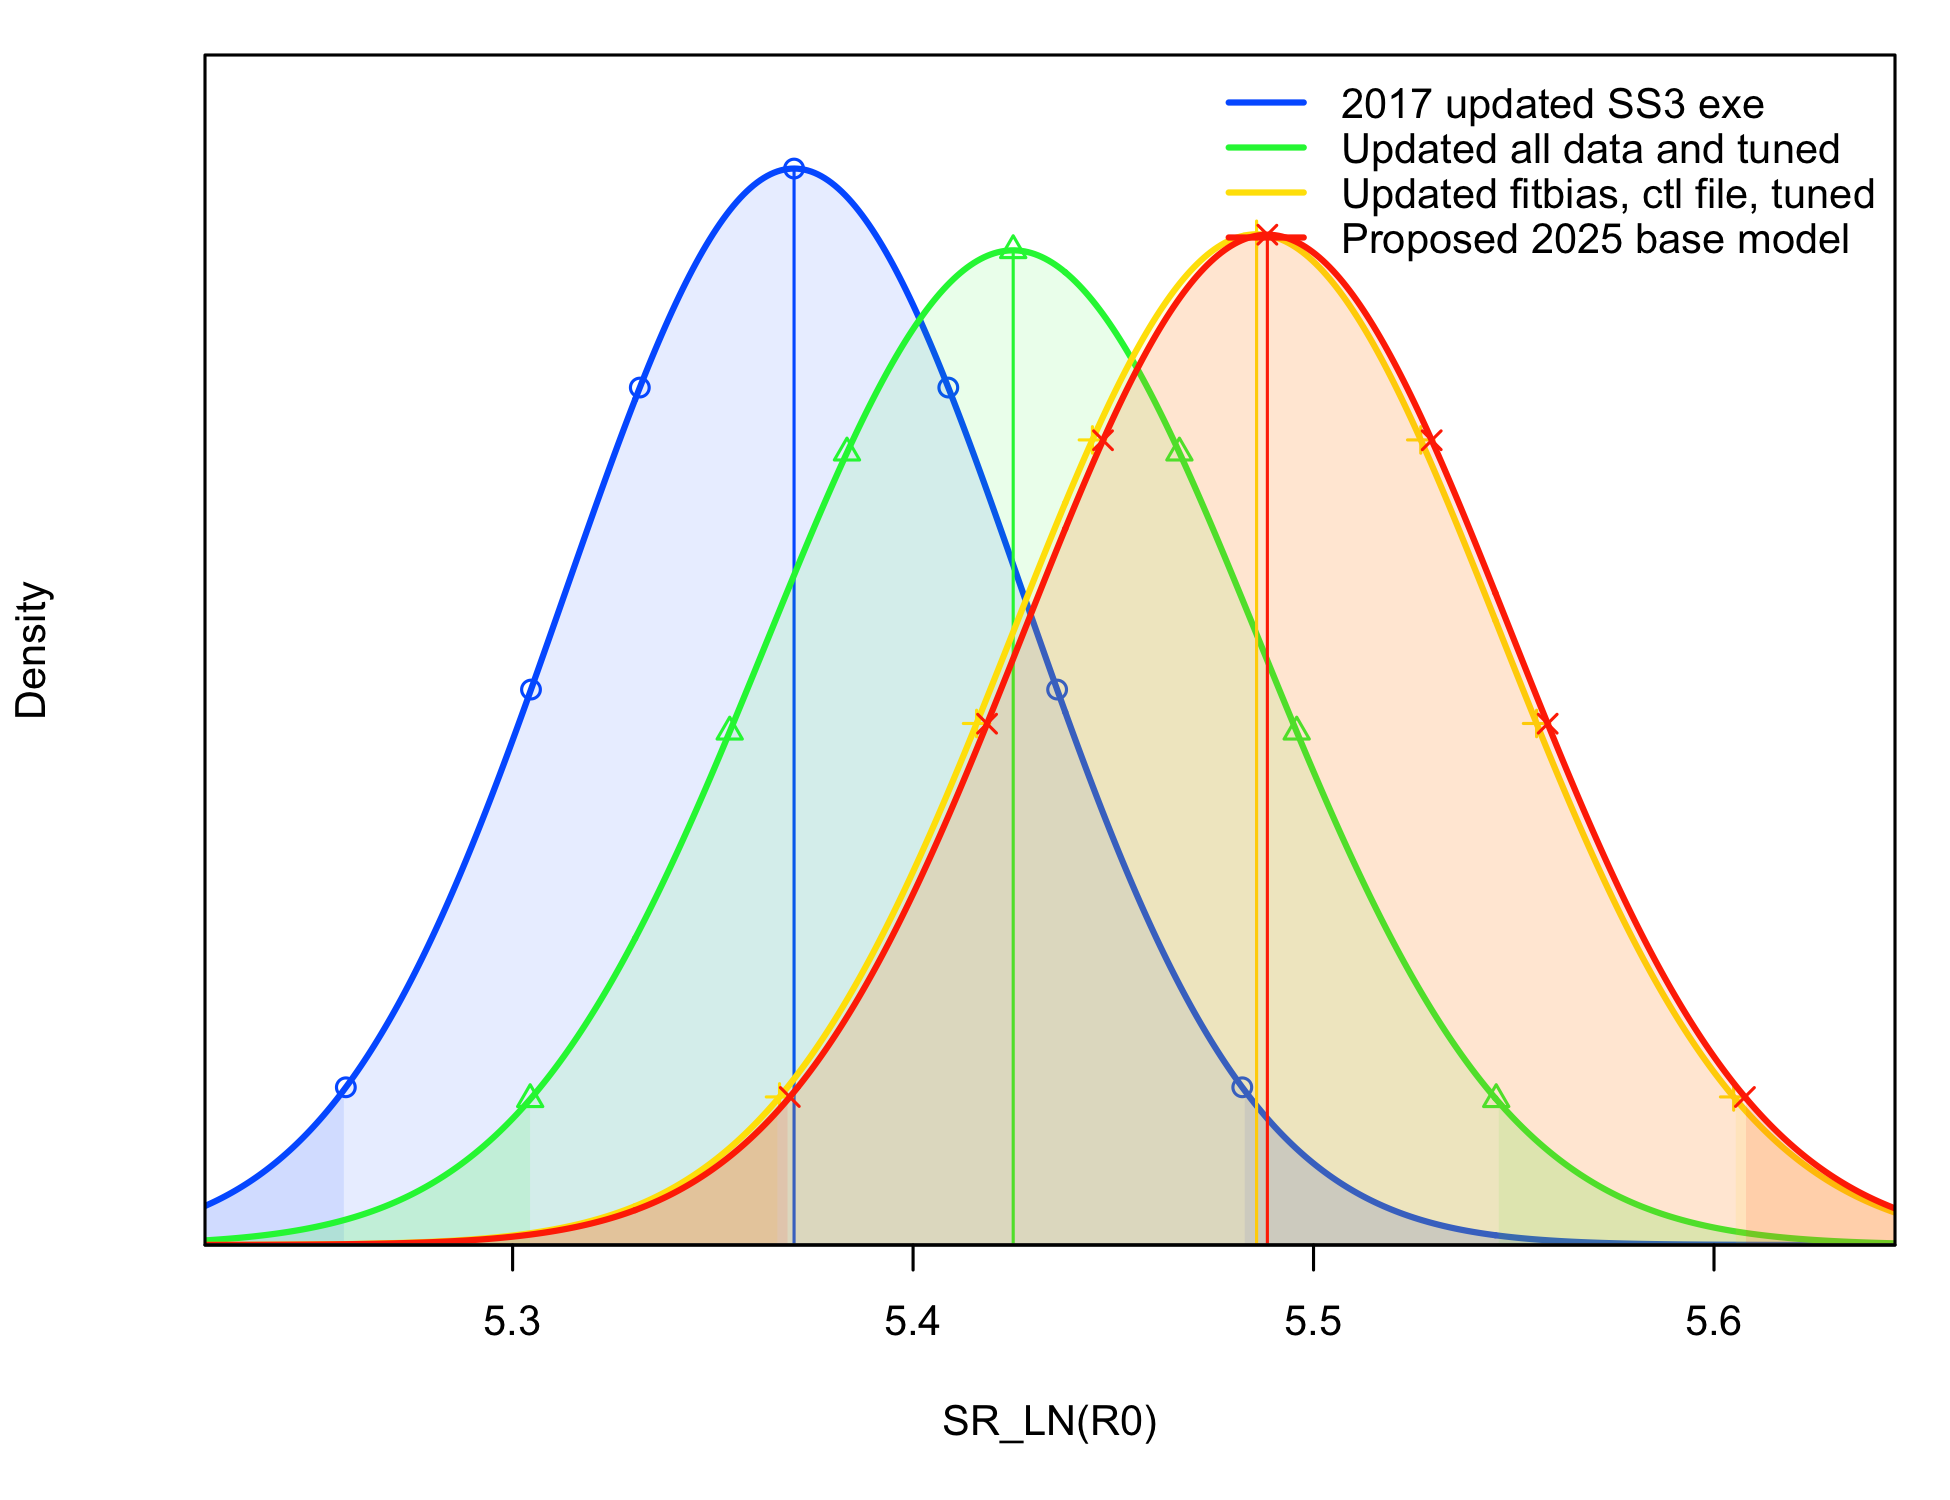 2017 updated SS3 exe
Updated all data and tuned
Updated fitbias, ctl file, tuned
Proposed 2025 base model
Density
5.3 5.4 5.5 5.6
SR_LN(R0)